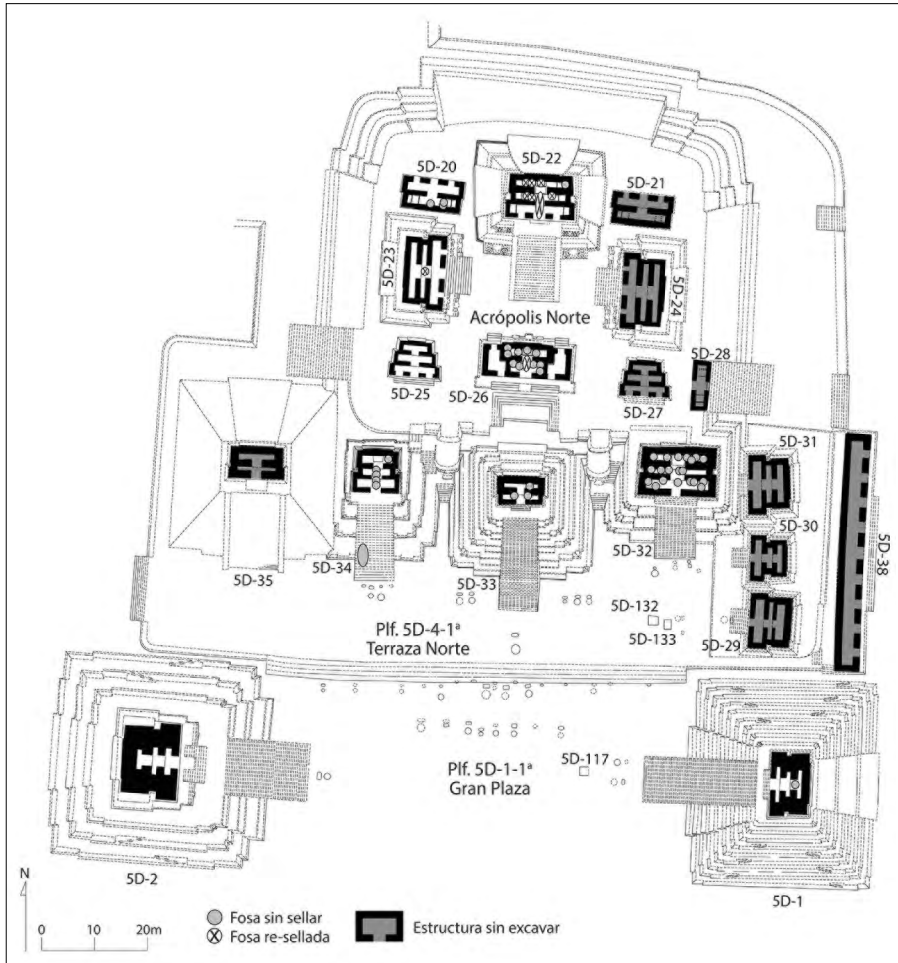 5D-22
5D-20
5D-21
5D-23
5D-24
Acrópolis Norte
5D-28
5D-25
5D-26
5D-27
5D-31
5D-30
5D-38
5D-32
5D-35
5D-34
5D-33
5D-132
5D-133
5D-29
Plf. 5D-4-1ª
Terraza Norte
5D-117
Plf. 5D-1-1ª
Gran Plaza
5D-2
5D-1
N
0 10 20m
Fosa sin sellar
Fosa re-sellada
Estructura sin excavar